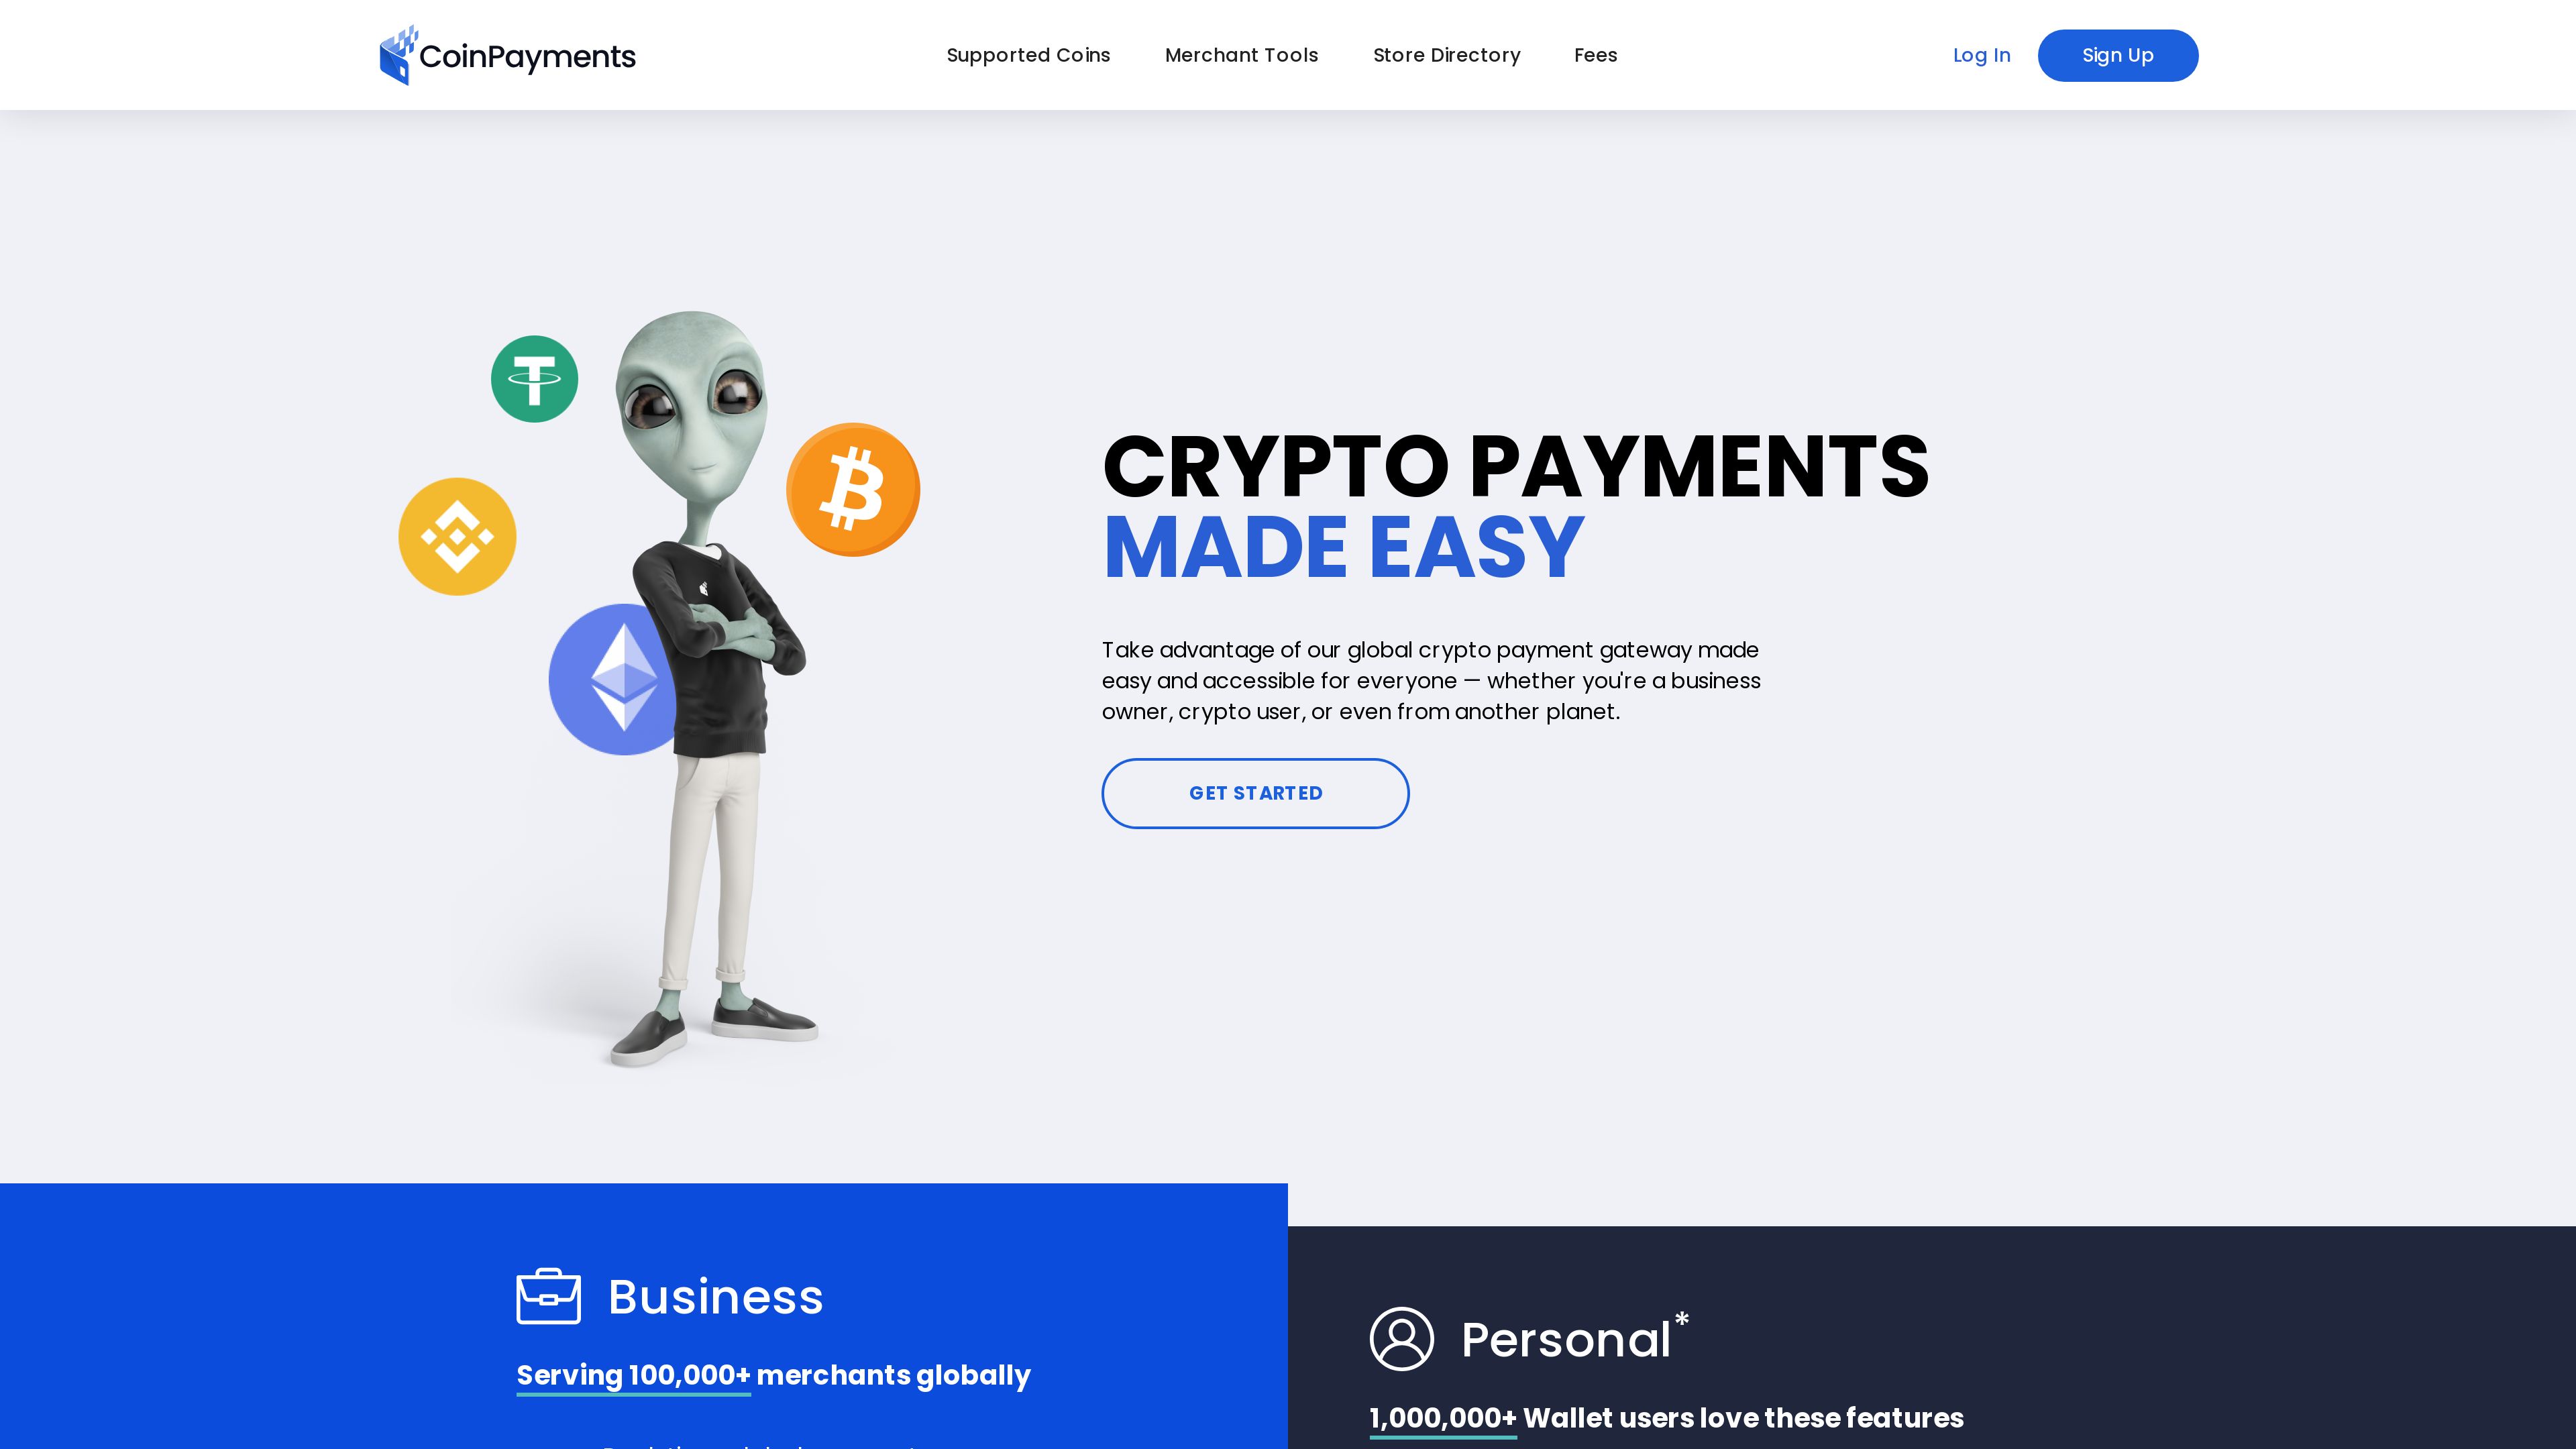 CoinPayments
Supported Coins
Merchant Tools
Store Directory
Fees
Log In
Sign Up
CRYPTO PAYMENTS
MADE EASY
Take advantage of our global crypto payment gateway made
easy and accessible for everyone — whether you're a business
owner, crypto user, or even from another planet.
GET STARTED
Business
Serving 100,000+ merchants globally
Personal*
1,000,000+ Wallet users love these features